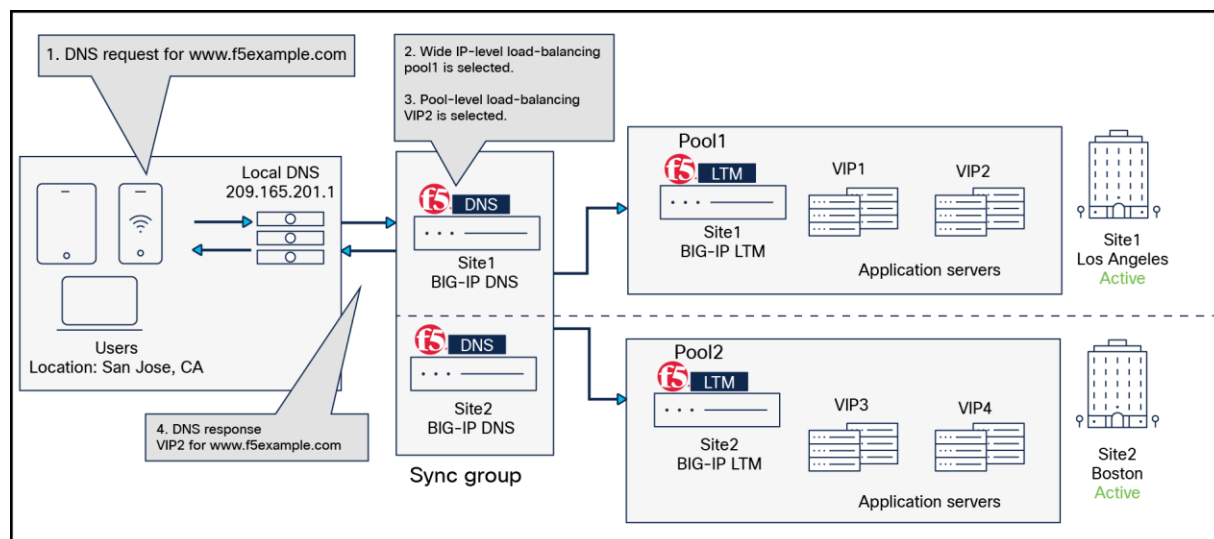 1. DNS request for www.f5example.com
2. Wide IP-level load-balancing
pool1 is selected.
3. Pool-level load-balancing
VIP2 is selected.
Local DNS
209.165.201.1
Users
Location: San Jose, CA
4. DNS response
VIP2 for www.f5example.com
f5 DNS
Site1
BIG-IP DNS
f5 DNS
Site2
BIG-IP DNS
Sync group
Pool1
f5 LTM
Site1
BIG-IP LTM
VIP1
VIP2
Application servers
Site1
Los Angeles
Active
Pool2
f5 LTM
Site2
BIG-IP LTM
VIP3
VIP4
Application servers
Site2
Boston
Active